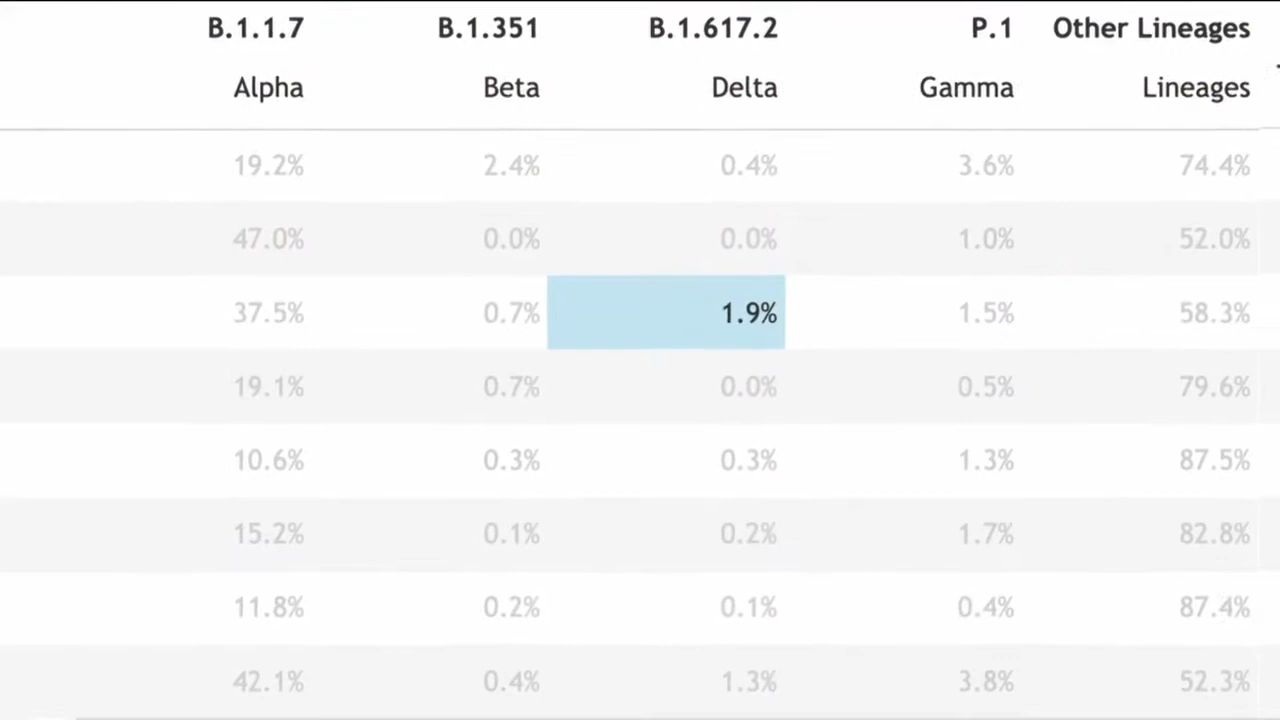 B.1.1.7 B.1.351 B.1.617.2 P.1 Other Lineages
Alpha Beta Delta Gamma Lineages
19.2% 2.4% 0.4% 3.6% 74.4%
47.0% 0.0% 0.0% 1.0% 52.0%
37.5% 0.7% 1.9% 1.5% 58.3%
19.1% 0.7% 0.0% 0.5% 79.6%
10.6% 0.3% 0.3% 1.3% 87.5%
15.2% 0.1% 0.2% 1.7% 82.8%
11.8% 0.2% 0.1% 0.4% 87.4%
42.1% 0.4% 1.3% 3.8% 52.3%